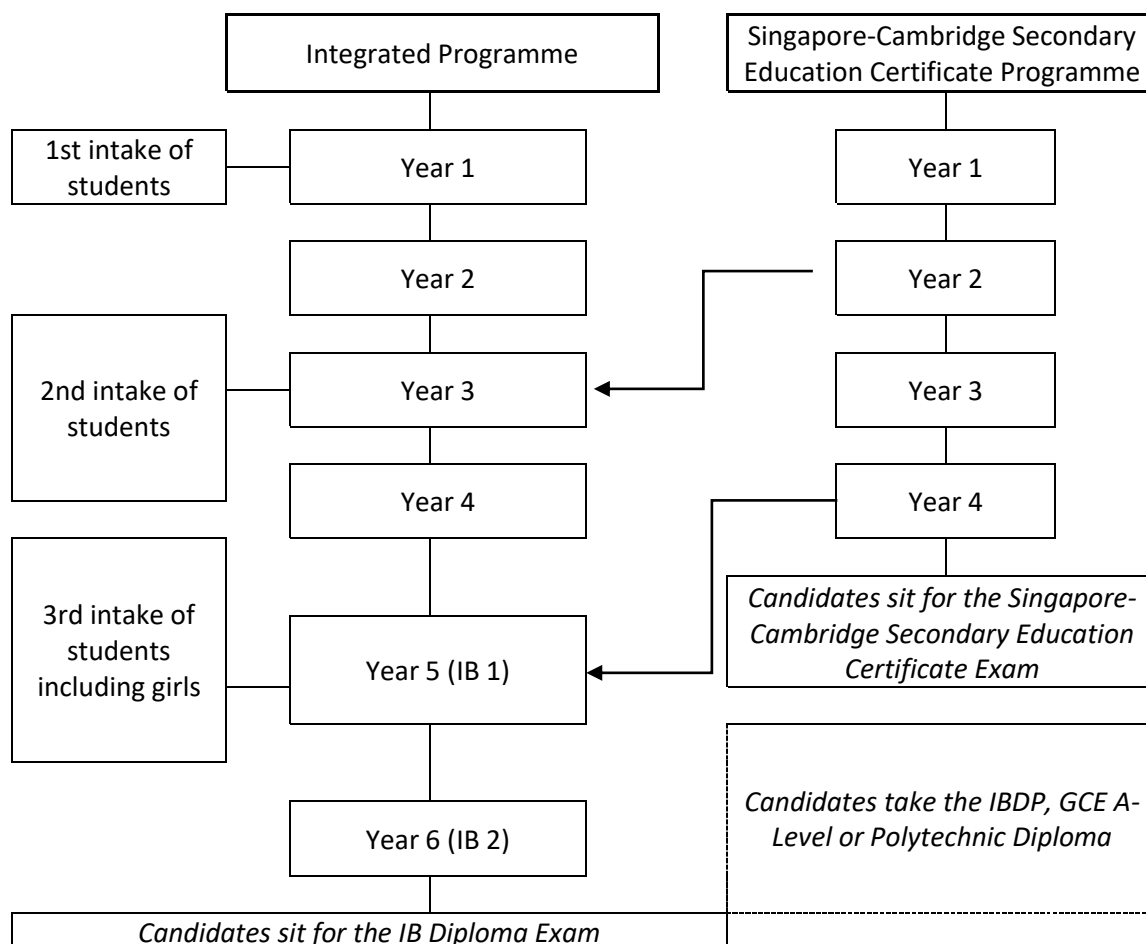 Integrated Programme
Singapore-Cambridge Secondary
Education Certificate Programme
1st intake of
students
Year 1
Year 1
Year 2
Year 2
2nd intake of
students
Year 3
Year 3
Year 4
Year 4
3rd intake of
students
including girls
Year 5 (IB 1)
Candidates sit for the Singapore-
Cambridge Secondary Education
Certificate Exam
Year 6 (IB 2)
Candidates take the IBDP, GCE A-
Level or Polytechnic Diploma
Candidates sit for the IB Diploma Exam